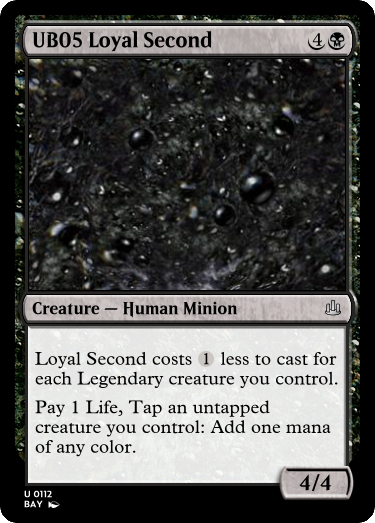 UB05 Loyal Second 4
Creature — Human Minion
Loyal Second costs 1 less to cast for
each Legendary creature you control.
Pay 1 Life, Tap an untapped
creature you control: Add one mana
of any color.
4/4
U 0112
BAY